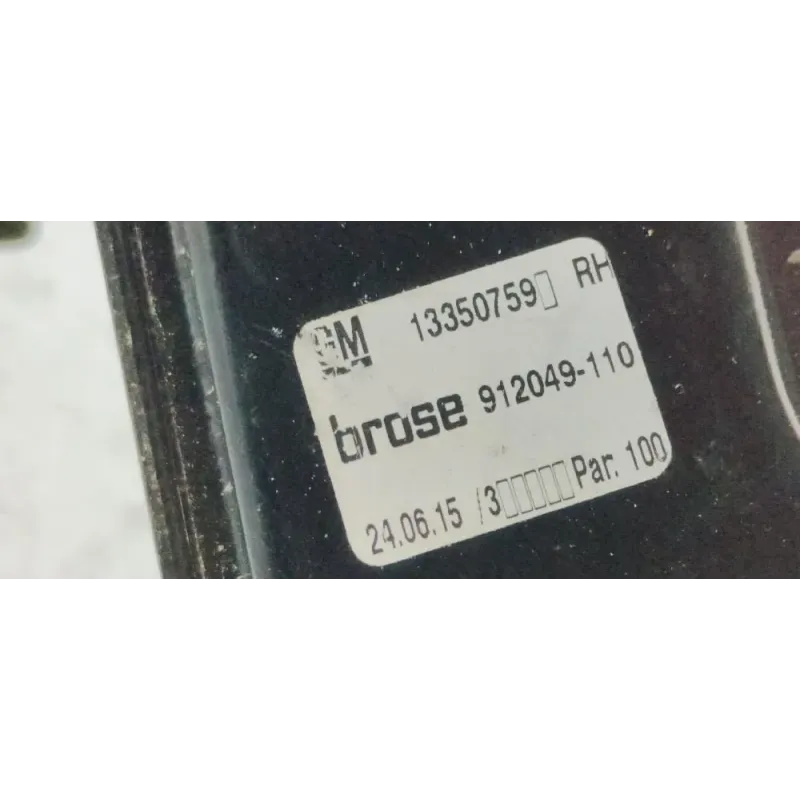 GM 13350759▯ RH
brose 912049-110
24.06.15 /3▯▯▯▯▯Par. 100